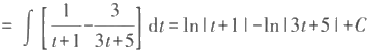 = ∫ [ 1/(t+1) − 3/(3t+5) ] dt = ln|t+1| −ln|3t+5| +C